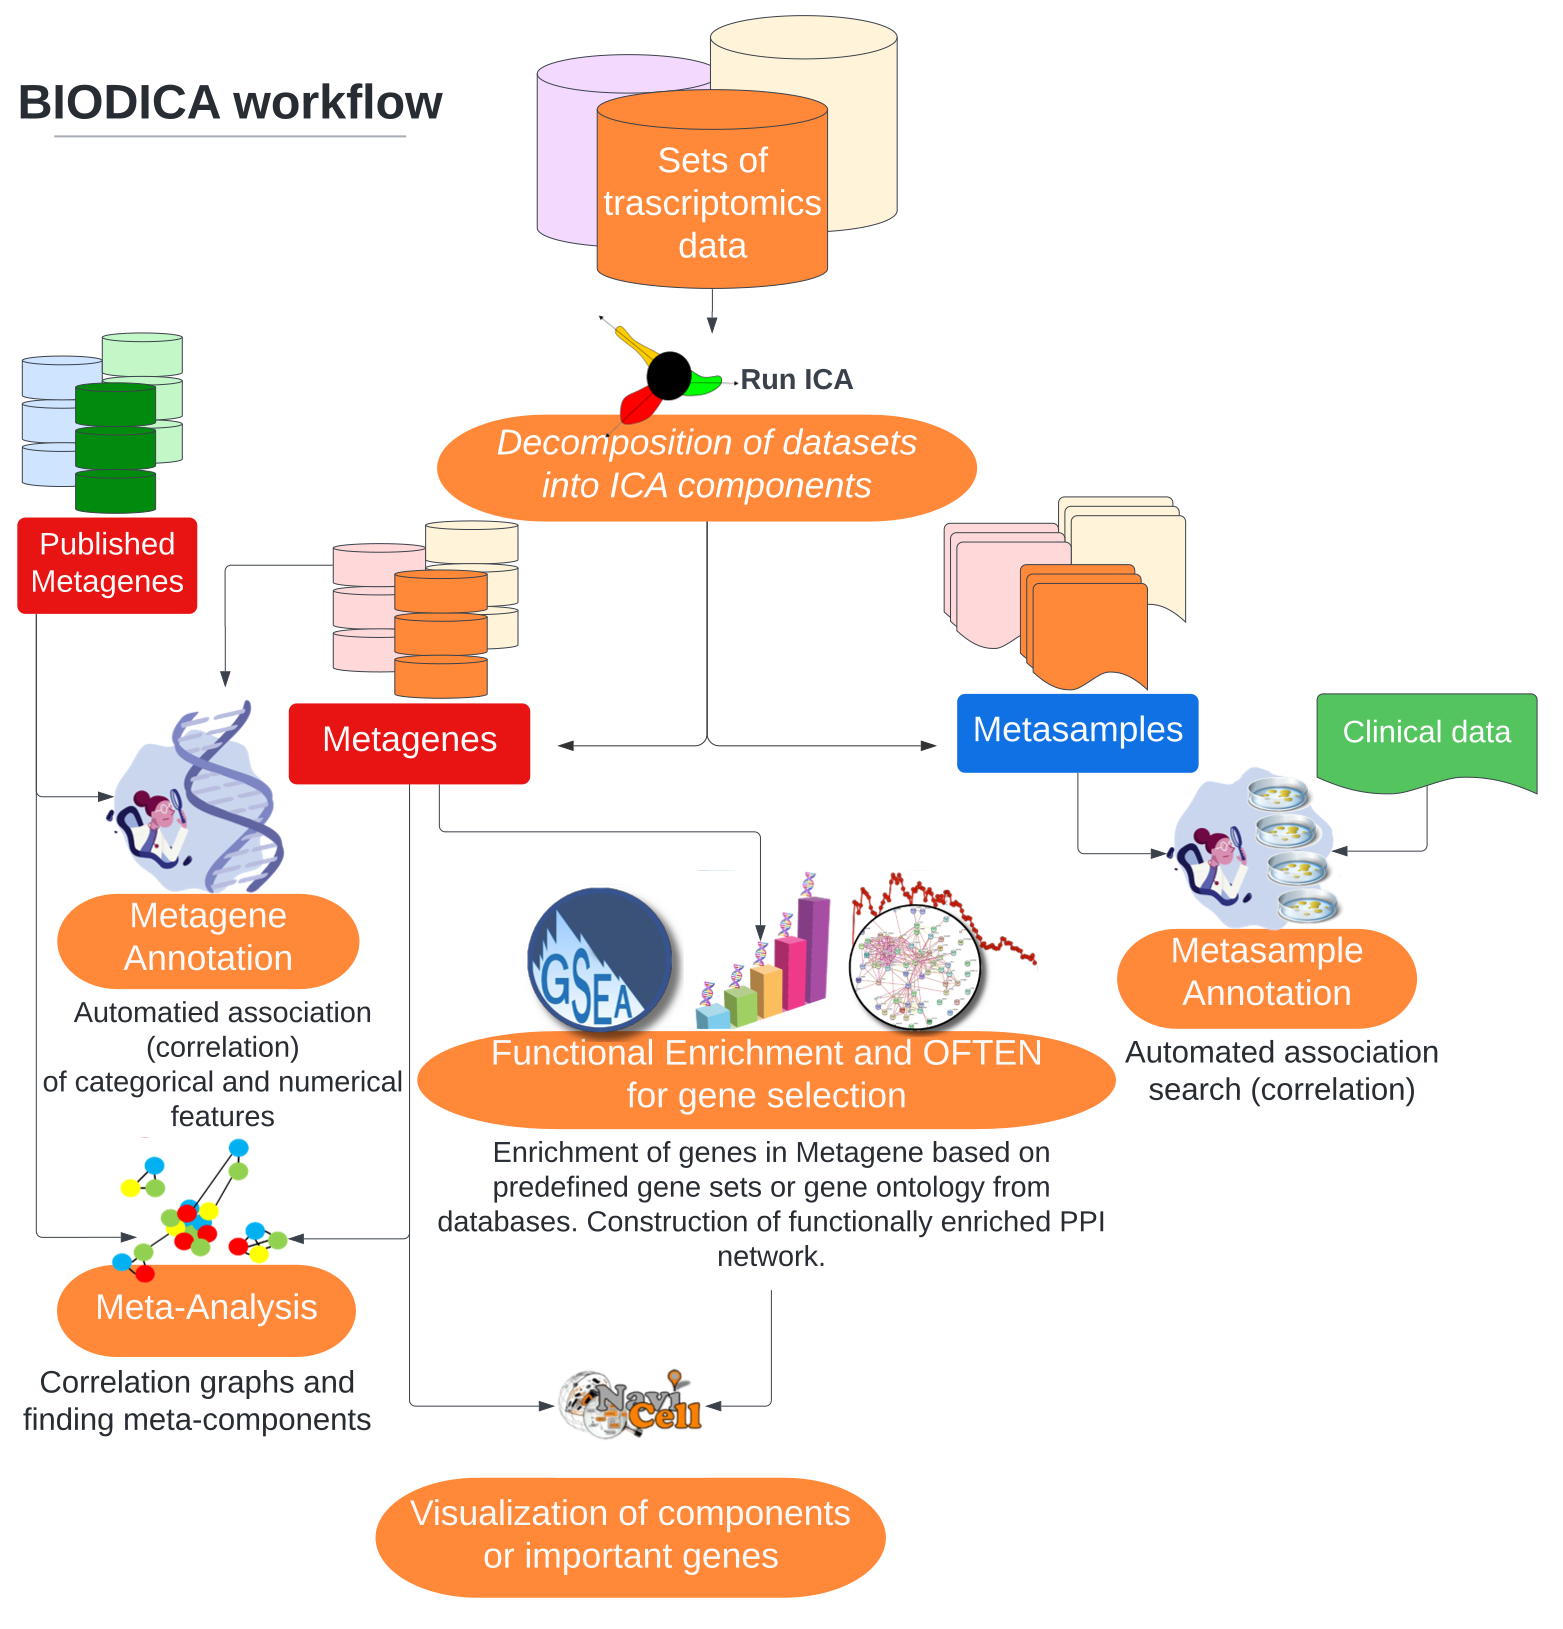 BIODICA workflow
Sets of
trascriptomics
data
Run ICA
Decomposition of datasets
into ICA components
Published
Metagenes
Metagenes
Metasamples
Clinical data
Metagene
Annotation
Automatied association
(correlation)
of categorical and numerical
features
GSEA
Functional Enrichment and OFTEN
for gene selection
Enrichment of genes in Metagene based on
predefined gene sets or gene ontology from
databases. Construction of functionally enriched PPI
network.
Metasample
Annotation
Automated association
search (correlation)
Meta-Analysis
Correlation graphs and
finding meta-components
Navi
Cell
Visualization of components
or important genes